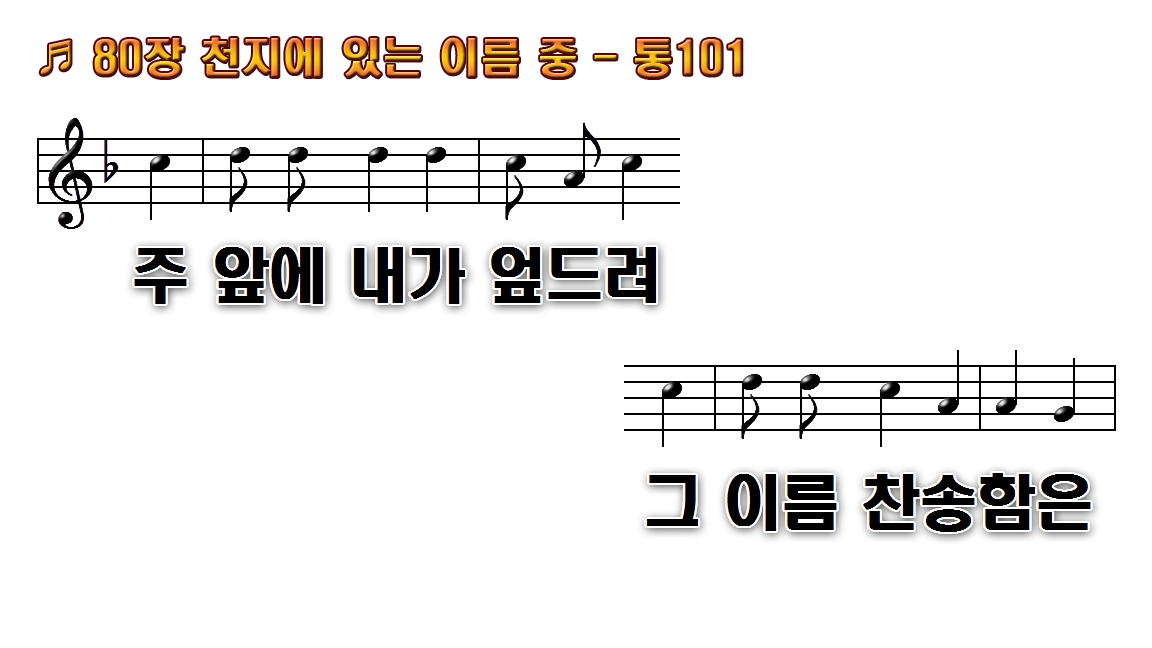 ♬ 80장 천지에 있는 이름 중 - 통101
주 앞에 내가 엎드려
그 이름 찬송함은